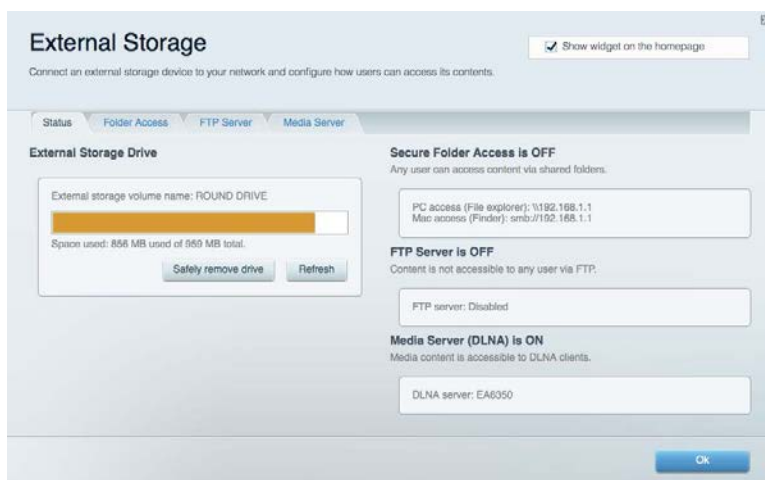 External Storage
Show widget on the homepage
Connect an external storage device to your network and configure how users can access its contents.
Status
Folder Access
FTP Server
Media Server
External Storage Drive
External storage volume name: ROUND DRIVE
Space used: 856 MB used of 959 MB total.
Safely remove drive
Refresh
Secure Folder Access is OFF
Any user can access content via shared folders.
PC access (File explorer): \\192.168.1.1
Mac access (Finder): smb://192.168.1.1
FTP Server is OFF
Content is not accessible to any user via FTP.
FTP server: Disabled
Media Server (DLNA) is ON
Media content is accessible to DLNA clients.
DLNA server: EA6350
Ok